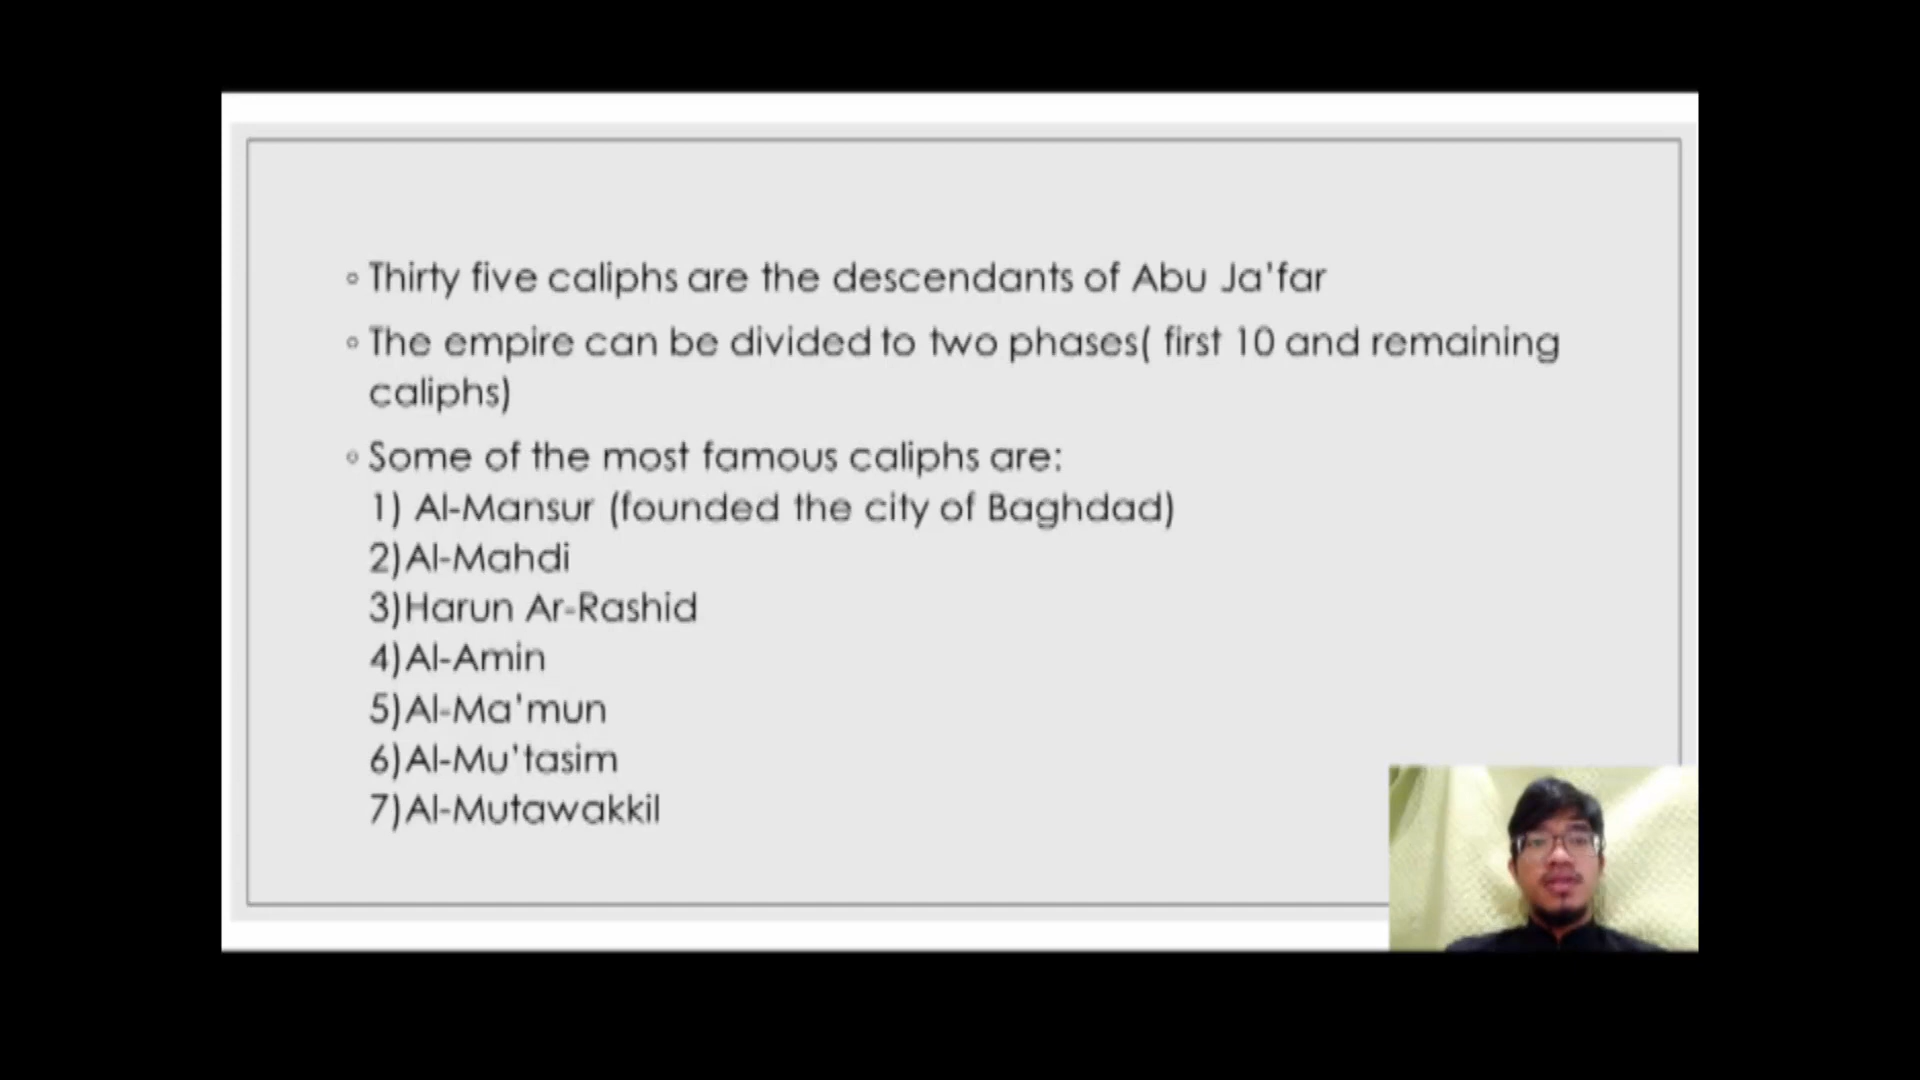 ◦ Thirty five caliphs are the descendants of Abu Ja'far
◦ The empire can be divided to two phases( first 10 and remaining
caliphs)
◦ Some of the most famous caliphs are:
1) Al-Mansur (founded the city of Baghdad)
2)Al-Mahdi
3)Harun Ar-Rashid
4)Al-Amin
5)Al-Ma'mun
6)Al-Mu'tasim
7)Al-Mutawakkil